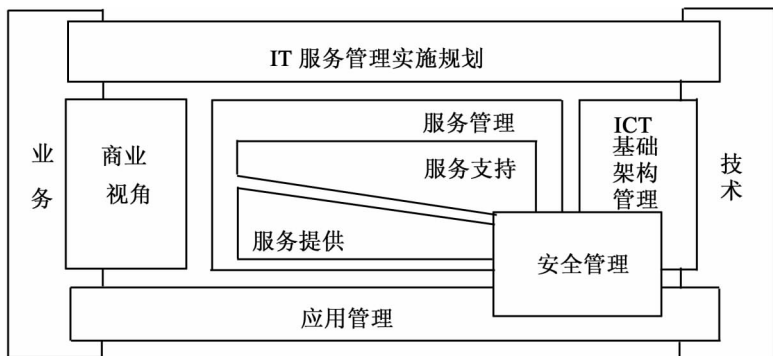 IT 服务管理实施规划
业务
商业
视角
服务管理
服务支持
服务提供
ICT
基础
架构
管理
技术
安全管理
应用管理